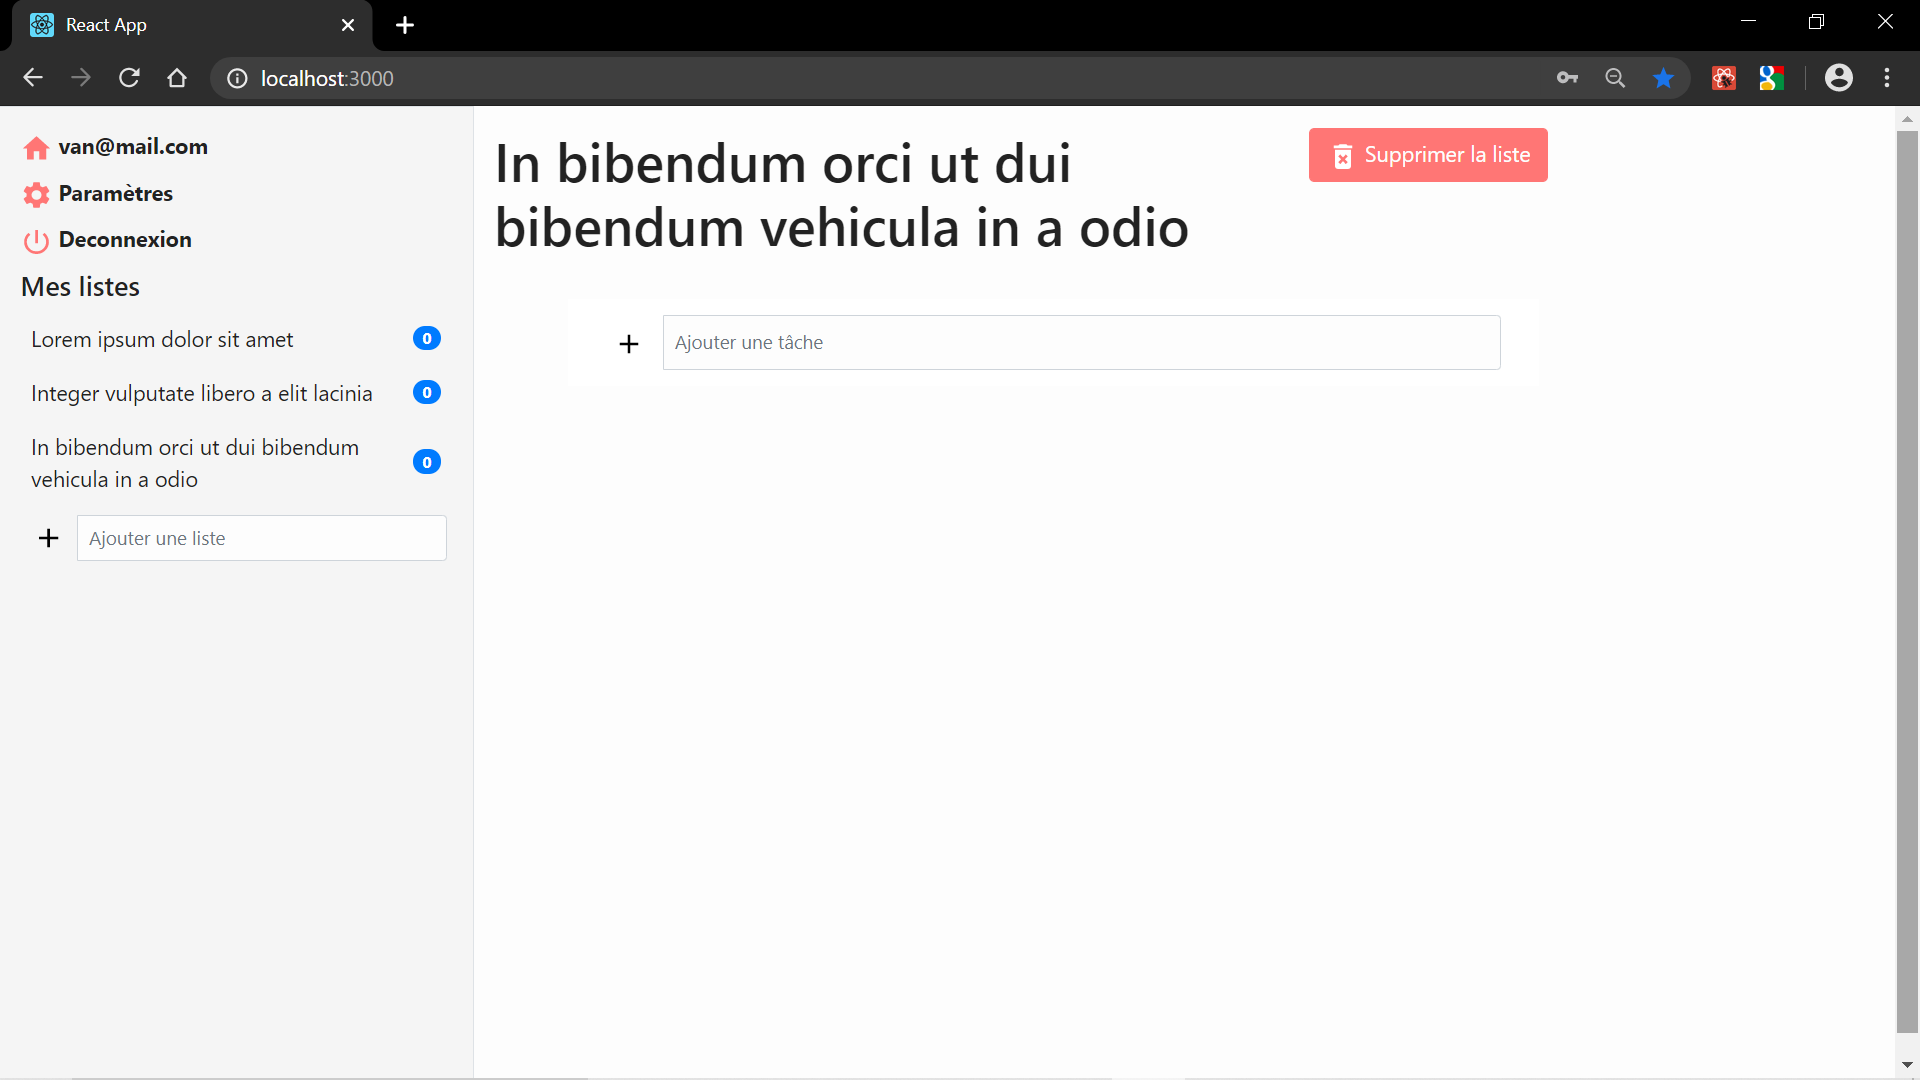 React App
localhost:3000
van@mail.com
Paramètres
Deconnexion
Mes listes
Lorem ipsum dolor sit amet 0
Integer vulputate libero a elit lacinia 0
In bibendum orci ut dui bibendum
vehicula in a odio 0
Ajouter une liste
In bibendum orci ut dui
bibendum vehicula in a odio
Supprimer la liste
Ajouter une tâche